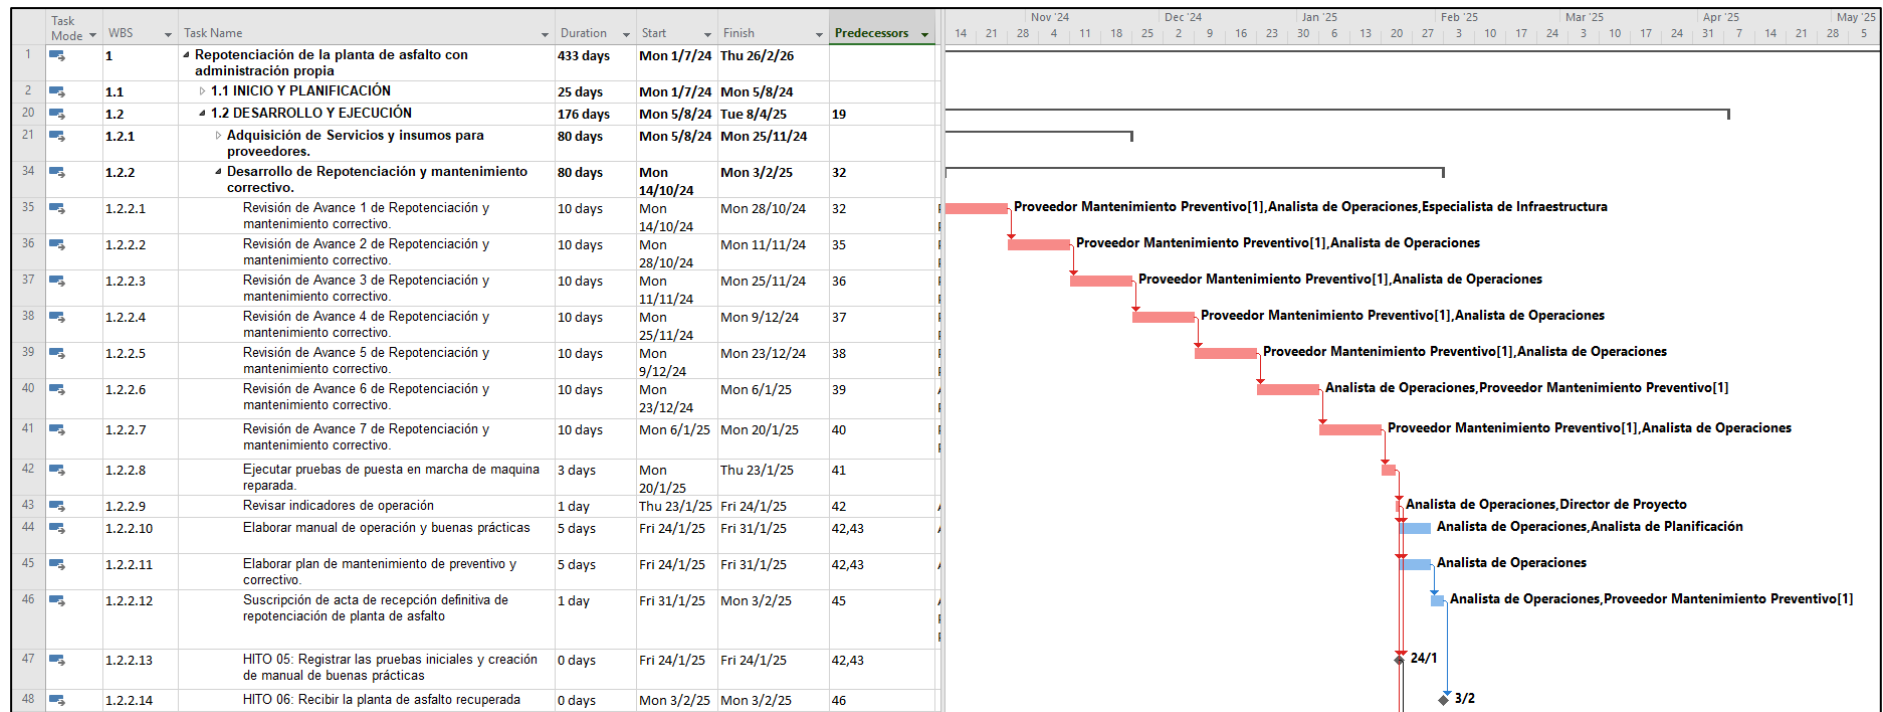 Nov '24 Dec '24 Jan '25 Feb '25 Mar '25 Apr '25 May '25
Task Mode WBS Task Name Duration Start Finish Predecessors 14 21 28 4 11 18 25 2 9 16 23 30 6 13 20 27 3 10 17 24 3 10 17 24 31 7 14 21 28 5
1 1 Repotenciación de la planta de asfalto con 433 days Mon 1/7/24 Thu 26/2/26
administración propia
2 1.1 1.1 INICIO Y PLANIFICACIÓN 25 days Mon 1/7/24 Mon 5/8/24
20 1.2 1.2 DESARROLLO Y EJECUCIÓN 176 days Mon 5/8/24 Tue 8/4/25 19
21 1.2.1 Adquisición de Servicios y insumos para 80 days Mon 5/8/24 Mon 25/11/24
proveedores.
34 1.2.2 Desarrollo de Repotenciación y mantenimiento 80 days Mon Mon 3/2/25 32
correctivo. 14/10/24
35 1.2.2.1 Revisión de Avance 1 de Repotenciación y 10 days Mon Mon 28/10/24 32 Proveedor Mantenimiento Preventivo[1],Analista de Operaciones,Especialista de Infraestructura
mantenimiento correctivo. 14/10/24
36 1.2.2.2 Revisión de Avance 2 de Repotenciación y 10 days Mon Mon 11/11/24 35 Proveedor Mantenimiento Preventivo[1],Analista de Operaciones
mantenimiento correctivo. 28/10/24
37 1.2.2.3 Revisión de Avance 3 de Repotenciación y 10 days Mon Mon 25/11/24 36 Proveedor Mantenimiento Preventivo[1],Analista de Operaciones
mantenimiento correctivo. 11/11/24
38 1.2.2.4 Revisión de Avance 4 de Repotenciación y 10 days Mon Mon 9/12/24 37 Proveedor Mantenimiento Preventivo[1],Analista de Operaciones
mantenimiento correctivo. 25/11/24
39 1.2.2.5 Revisión de Avance 5 de Repotenciación y 10 days Mon Mon 23/12/24 38 Proveedor Mantenimiento Preventivo[1],Analista de Operaciones
mantenimiento correctivo. 9/12/24
40 1.2.2.6 Revisión de Avance 6 de Repotenciación y 10 days Mon Mon 6/1/25 39 Analista de Operaciones,Proveedor Mantenimiento Preventivo[1]
mantenimiento correctivo. 23/12/24
41 1.2.2.7 Revisión de Avance 7 de Repotenciación y 10 days Mon 6/1/25 Mon 20/1/25 40 Proveedor Mantenimiento Preventivo[1],Analista de Operaciones
mantenimiento correctivo.
42 1.2.2.8 Ejecutar pruebas de puesta en marcha de maquina 3 days Mon Thu 23/1/25 41
reparada. 20/1/25
43 1.2.2.9 Revisar indicadores de operación 1 day Thu 23/1/25 Fri 24/1/25 42 Analista de Operaciones,Director de Proyecto
44 1.2.2.10 Elaborar manual de operación y buenas prácticas 5 days Fri 24/1/25 Fri 31/1/25 42,43 Analista de Operaciones,Analista de Planificación
45 1.2.2.11 Elaborar plan de mantenimiento de preventivo y 5 days Fri 24/1/25 Fri 31/1/25 42,43 Analista de Operaciones
correctivo.
46 1.2.2.12 Suscripción de acta de recepción definitiva de 1 day Fri 31/1/25 Mon 3/2/25 45 Analista de Operaciones,Proveedor Mantenimiento Preventivo[1]
repotenciación de planta de asfalto
47 1.2.2.13 HITO 05: Registrar las pruebas iniciales y creación 0 days Fri 24/1/25 Fri 24/1/25 42,43 24/1
de manual de buenas prácticas
48 1.2.2.14 HITO 06: Recibir la planta de asfalto recuperada 0 days Mon 3/2/25 Mon 3/2/25 46 3/2